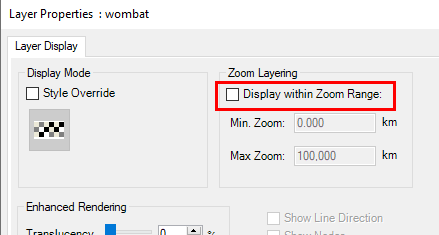 Layer Properties : wombat
Layer Display
Display Mode
Style Override
Zoom Layering
Display within Zoom Range:
Min. Zoom: 0.000 km
Max Zoom: 100,000 km
Enhanced Rendering
Translucency 0 %
Show Line Direction
Show Nodes